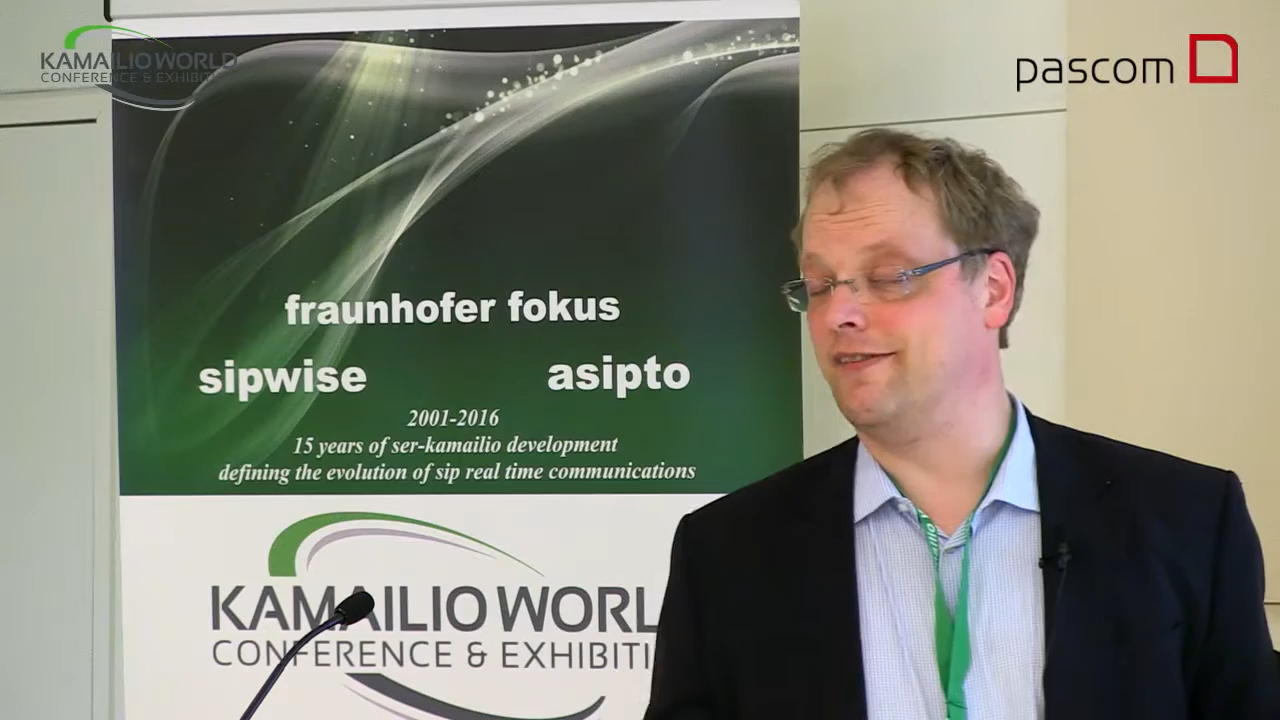 KAMAILIO WORLD
CONFERENCE & EXHIBITION
pascom
fraunhofer fokus
sipwise
asipto
2001-2016
15 years of ser-kamailio development
defining the evolution of sip real time communications
KAMAILIO WORL
CONFERENCE & EXHIBITI